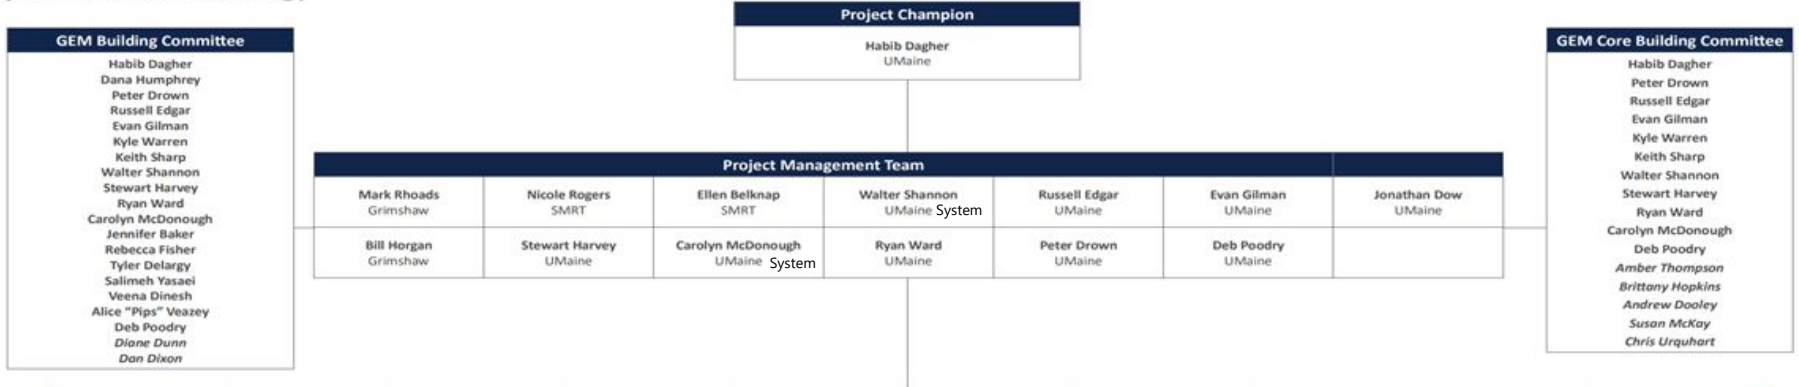 Project Champion
Habib Dagher
UMaine
GEM Building Committee
Habib Dagher
Dana Humphrey
Peter Drown
Russell Edgar
Evan Gilman
Kyle Warren
Keith Sharp
Walter Shannon
Stewart Harvey
Ryan Ward
Carolyn McDonough
Jennifer Baker
Rebecca Fisher
Tyler Delargy
Salimeh Yasaei
Veena Dinesh
Alice “Pips” Veazey
Deb Poodry
Diane Dunn
Dan Dixon
Project Management Team
Mark Rhoads
Grimshaw
Nicole Rogers
SMRT
Ellen Belknap
SMRT
Walter Shannon
UMaine System
Russell Edgar
UMaine
Evan Gilman
UMaine
Jonathan Dow
UMaine
Bill Horgan
Grimshaw
Stewart Harvey
UMaine
Carolyn McDonough
UMaine System
Ryan Ward
UMaine
Peter Drown
UMaine
Deb Poodry
UMaine
GEM Core Building Committee
Habib Dagher
Peter Drown
Russell Edgar
Evan Gilman
Kyle Warren
Keith Sharp
Walter Shannon
Stewart Harvey
Ryan Ward
Carolyn McDonough
Deb Poodry
Amber Thompson
Brittany Hopkins
Andrew Dooley
Susan McKay
Chris Urquhart